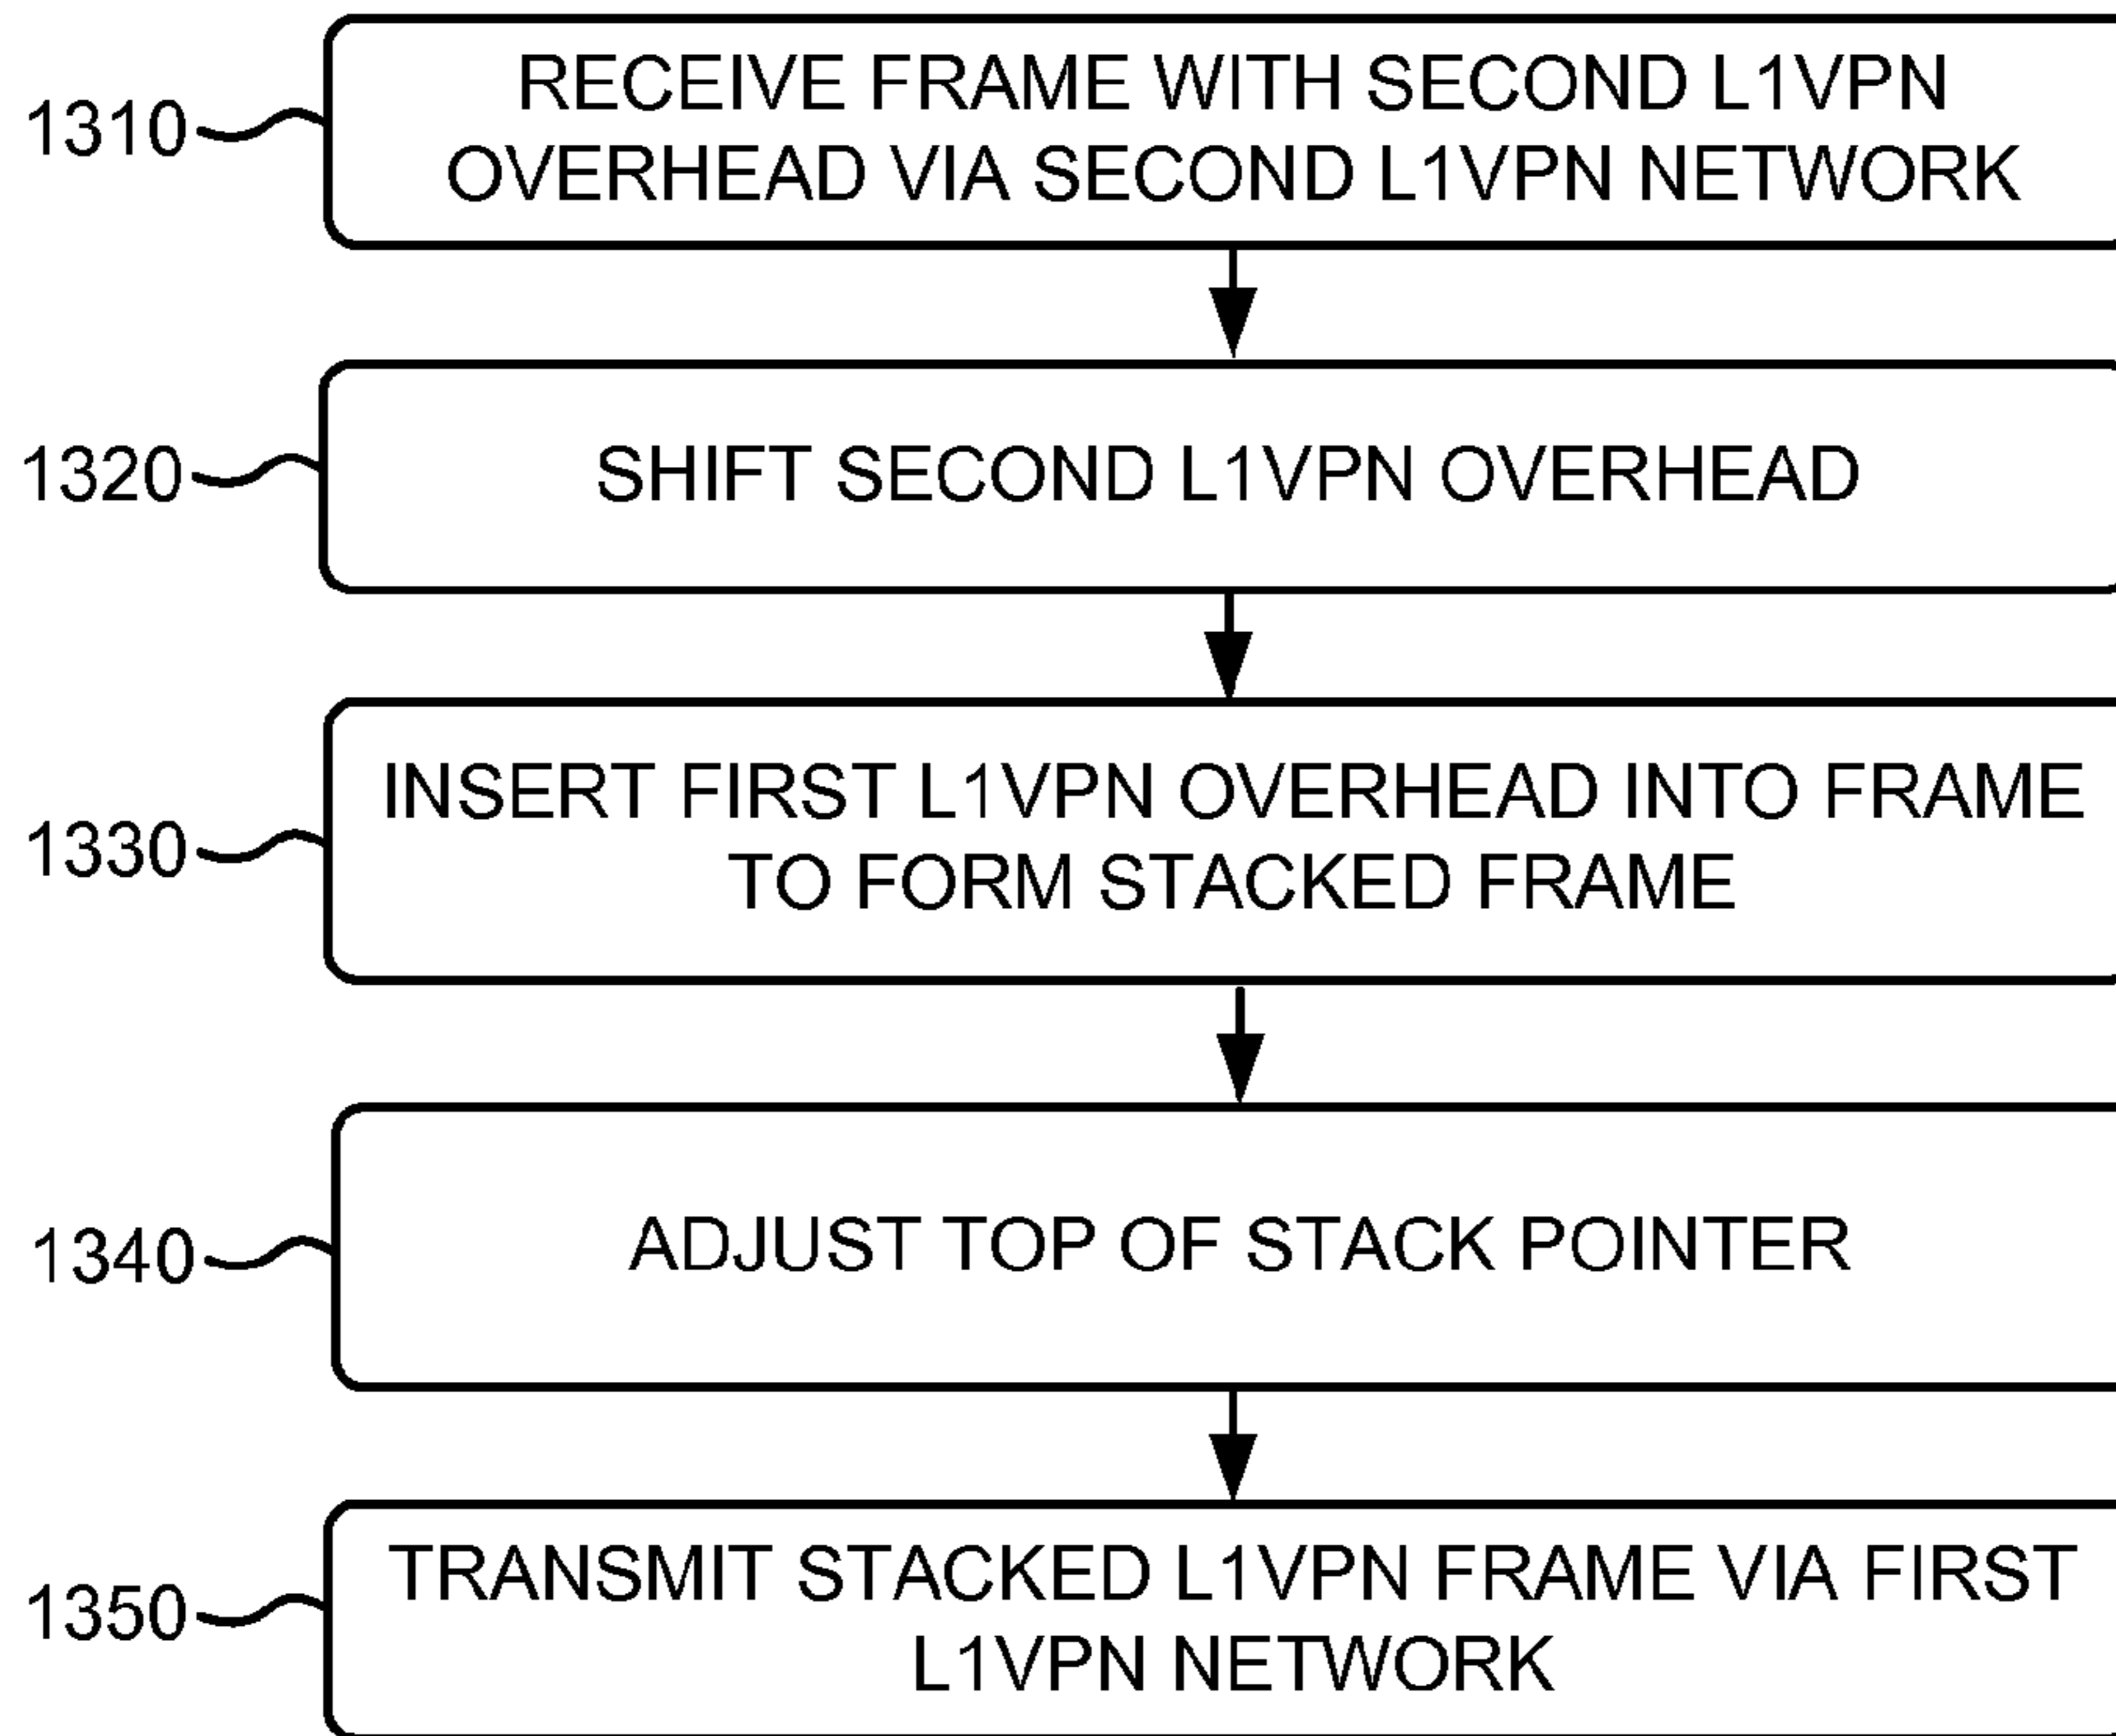 1310
RECEIVE FRAME WITH SECOND L1VPN
OVERHEAD VIA SECOND L1VPN NETWORK
1320
SHIFT SECOND L1VPN OVERHEAD
1330
INSERT FIRST L1VPN OVERHEAD INTO FRAME
TO FORM STACKED FRAME
1340
ADJUST TOP OF STACK POINTER
1350
TRANSMIT STACKED L1VPN FRAME VIA FIRST
L1VPN NETWORK